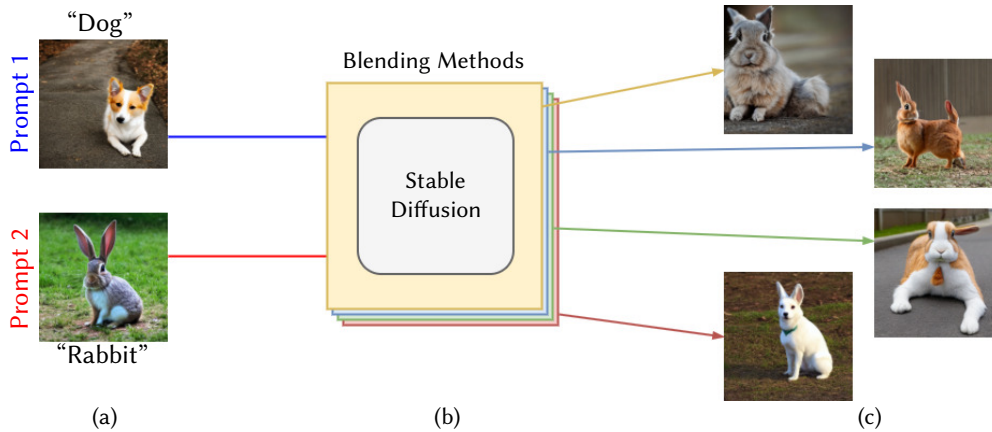 “Dog”
Prompt 1
Prompt 2
“Rabbit”
Blending Methods
Stable
Diffusion
(a)
(b)
(c)